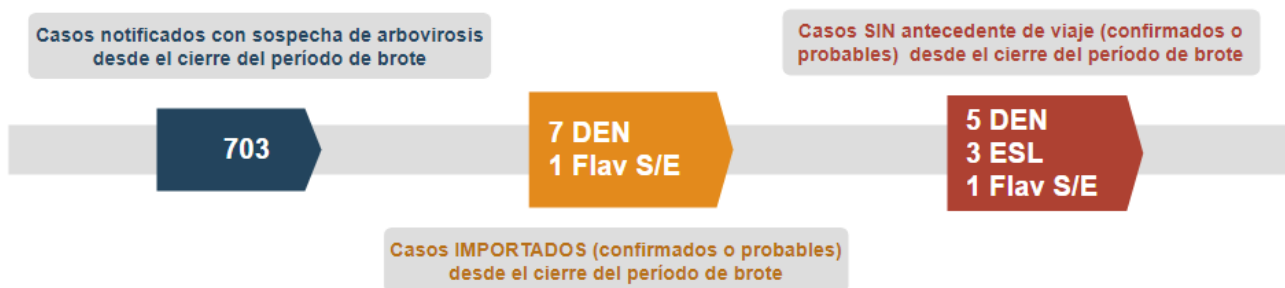 Casos notificados con sospecha de arbovirosis
desde el cierre del período de brote
703
7 DEN
1 Flav S/E
Casos IMPORTADOS (confirmados o probables)
desde el cierre del período de brote
Casos SIN antecedente de viaje (confirmados o
probables) desde el cierre del período de brote
5 DEN
3 ESL
1 Flav S/E